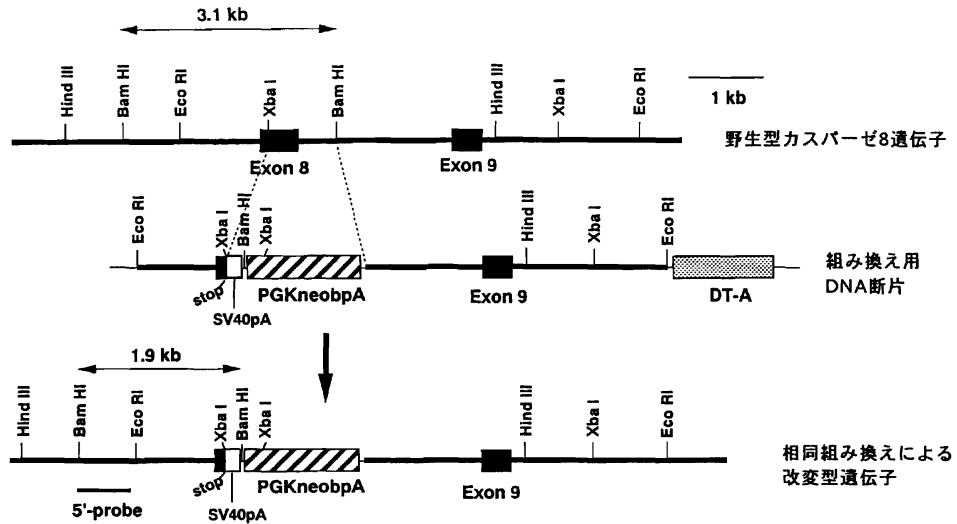 3.1 kb
Hind III
Bam HI
Eco RI
Xba I
Bam HI
Hind III
Xba I
Eco RI
1 kb
野生型カスパーゼ8遺伝子
Exon 8
Exon 9
Eco RI
Xba I
Bam HI
Xba I
Hind III
Xba I
Eco RI
組み換え用
DNA断片
stop
SV40pA
PGKneobpA
Exon 9
DT-A
1.9 kb
Hind III
Bam HI
Eco RI
Xba I
Bam HI
Xba I
Hind III
Xba I
Eco RI
相同組み換えによる
改変型遺伝子
stop
SV40pA
PGKneobpA
Exon 9
5'-probe